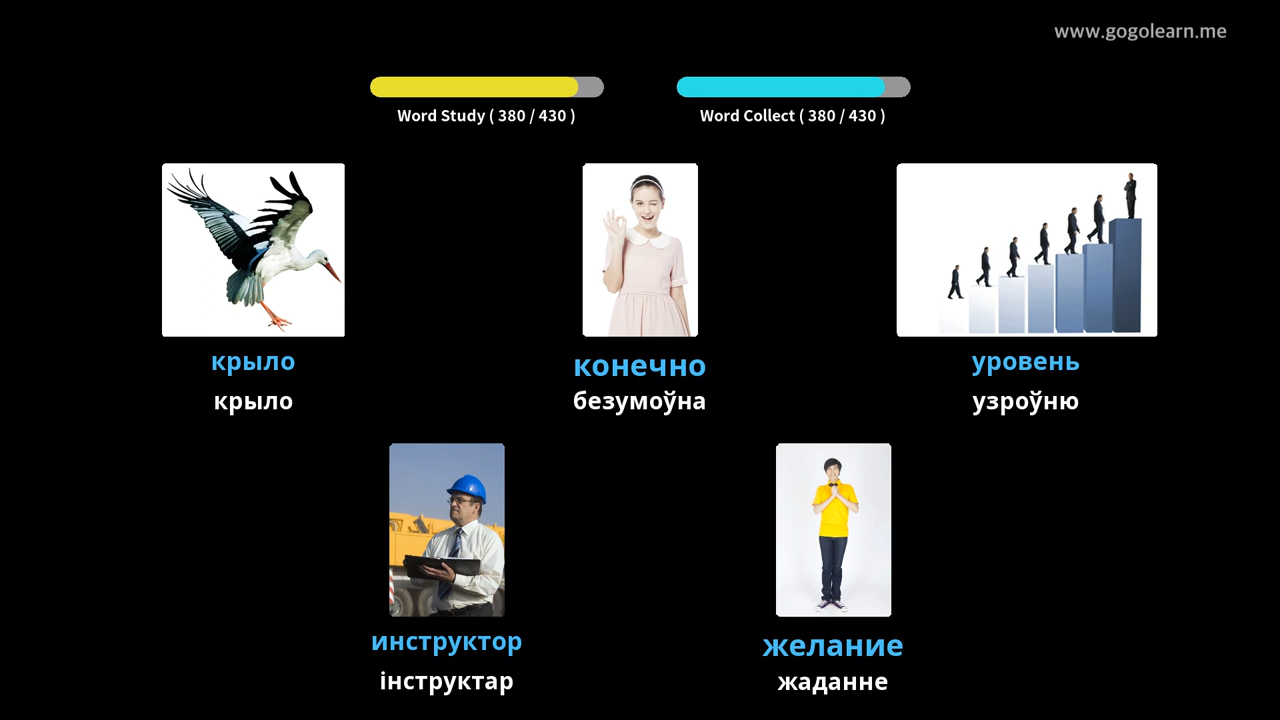 www.gogolearn.me
Word Study ( 380 / 430 )
Word Collect ( 380 / 430 )
крыло
крыло
конечно
безумоўна
уровень
узроўню
инструктор
інструктар
желание
жаданне